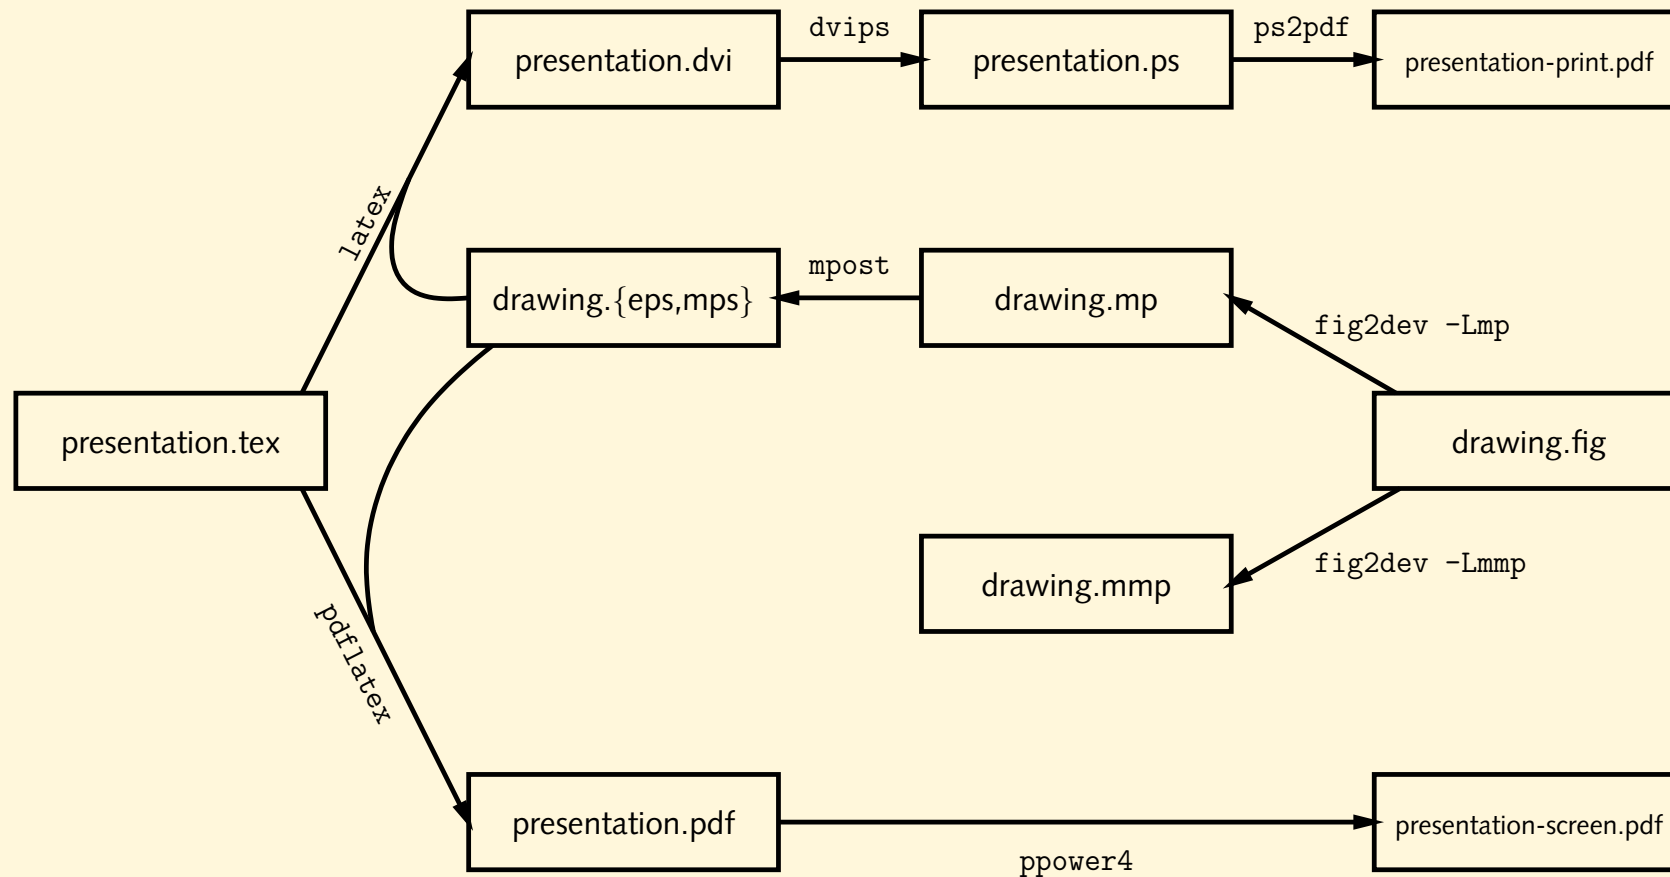 dvips
ps2pdf
presentation.dvi
presentation.ps
presentation-print.pdf
latex
mpost
drawing.{eps,mps}
drawing.mp
fig2dev -Lmp
presentation.tex
drawing.fig
fig2dev -Lmmp
drawing.mmp
pdflatex
presentation.pdf
presentation-screen.pdf
ppower4